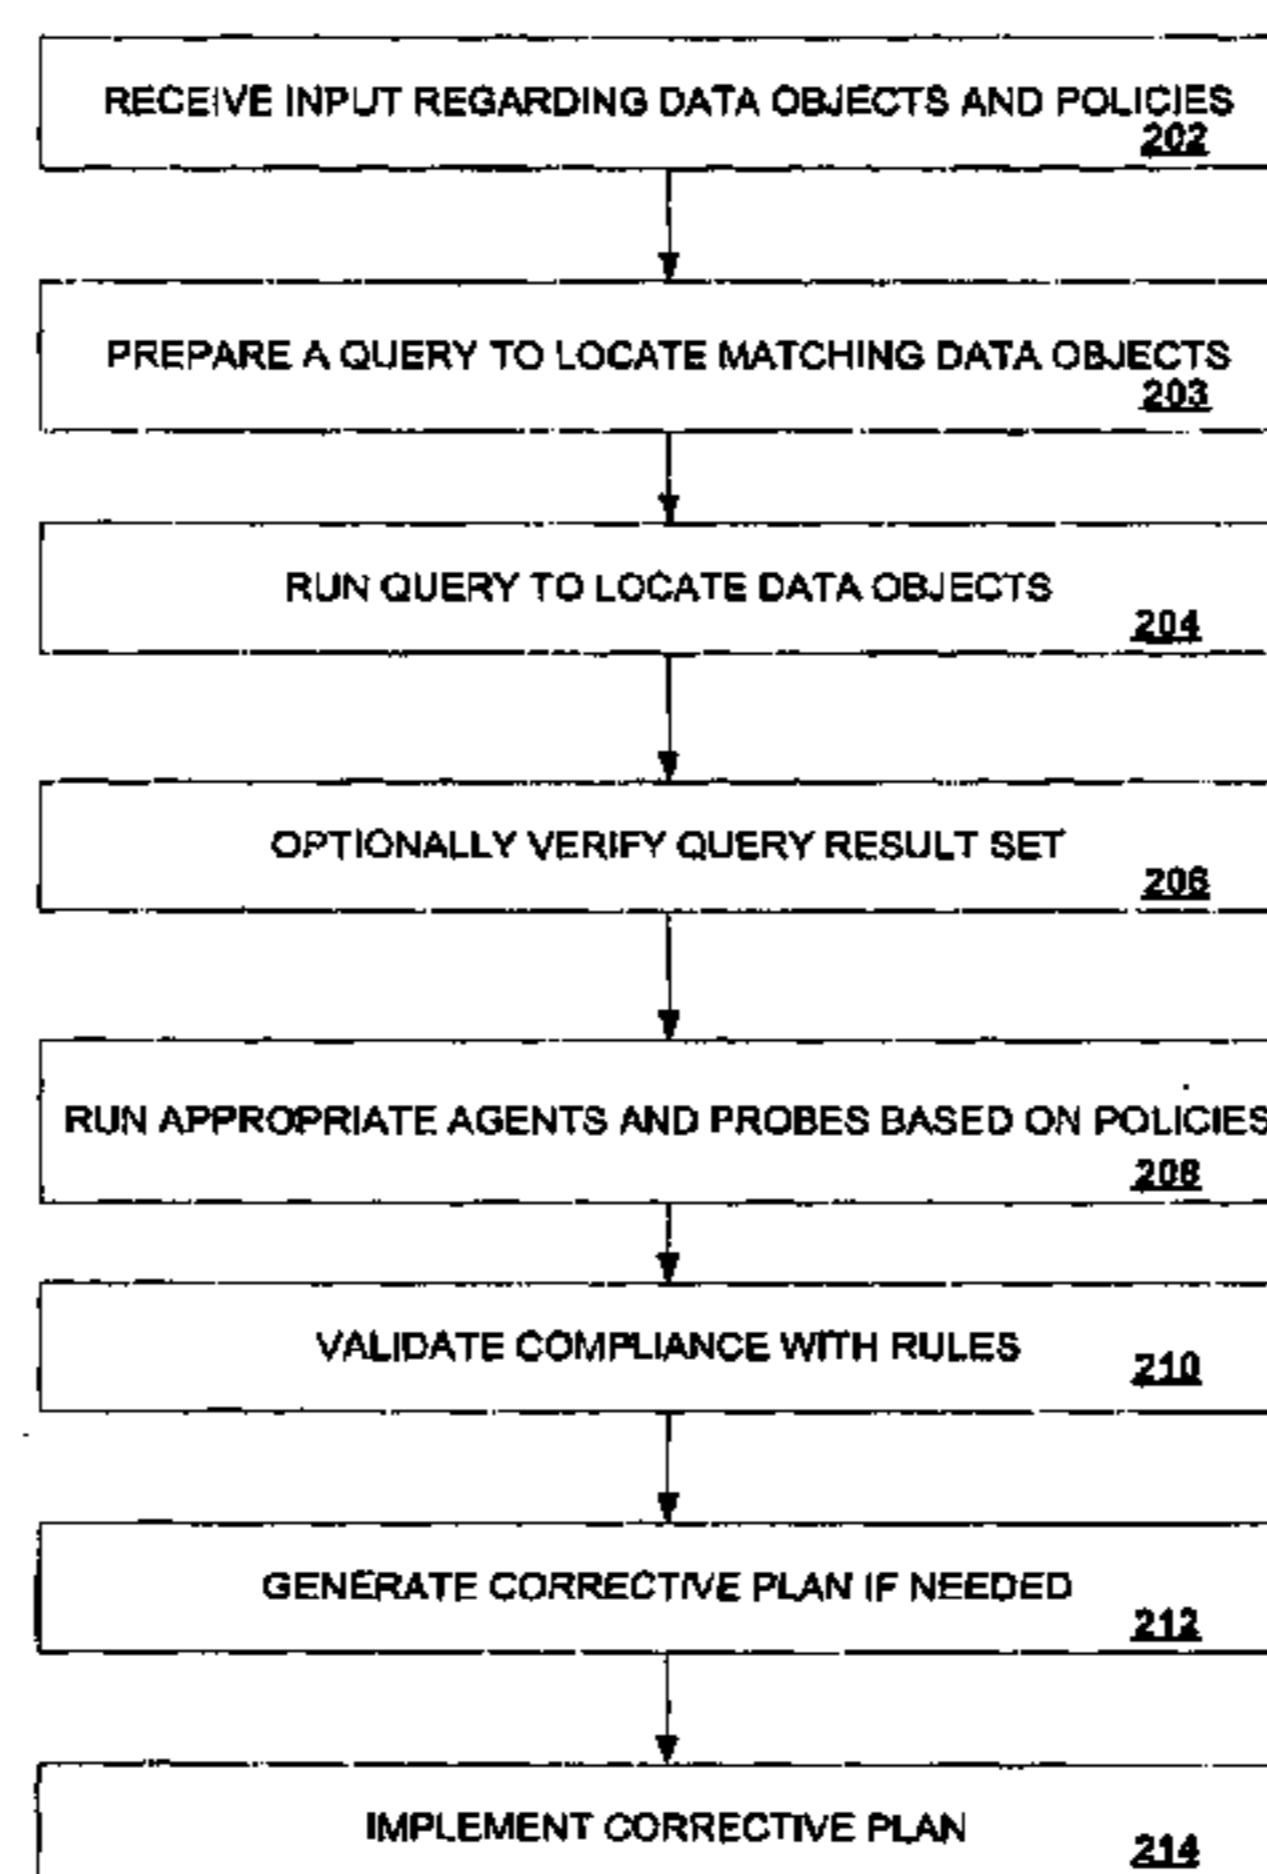 RECEIVE INPUT REGARDING DATA OBJECTS AND POLICIES
202
PREPARE A QUERY TO LOCATE MATCHING DATA OBJECTS
203
RUN QUERY TO LOCATE DATA OBJECTS
204
OPTIONALLY VERIFY QUERY RESULT SET
206
RUN APPROPRIATE AGENTS AND PROBES BASED ON POLICIES
208
VALIDATE COMPLIANCE WITH RULES
210
GENERATE CORRECTIVE PLAN IF NEEDED
212
IMPLEMENT CORRECTIVE PLAN
214